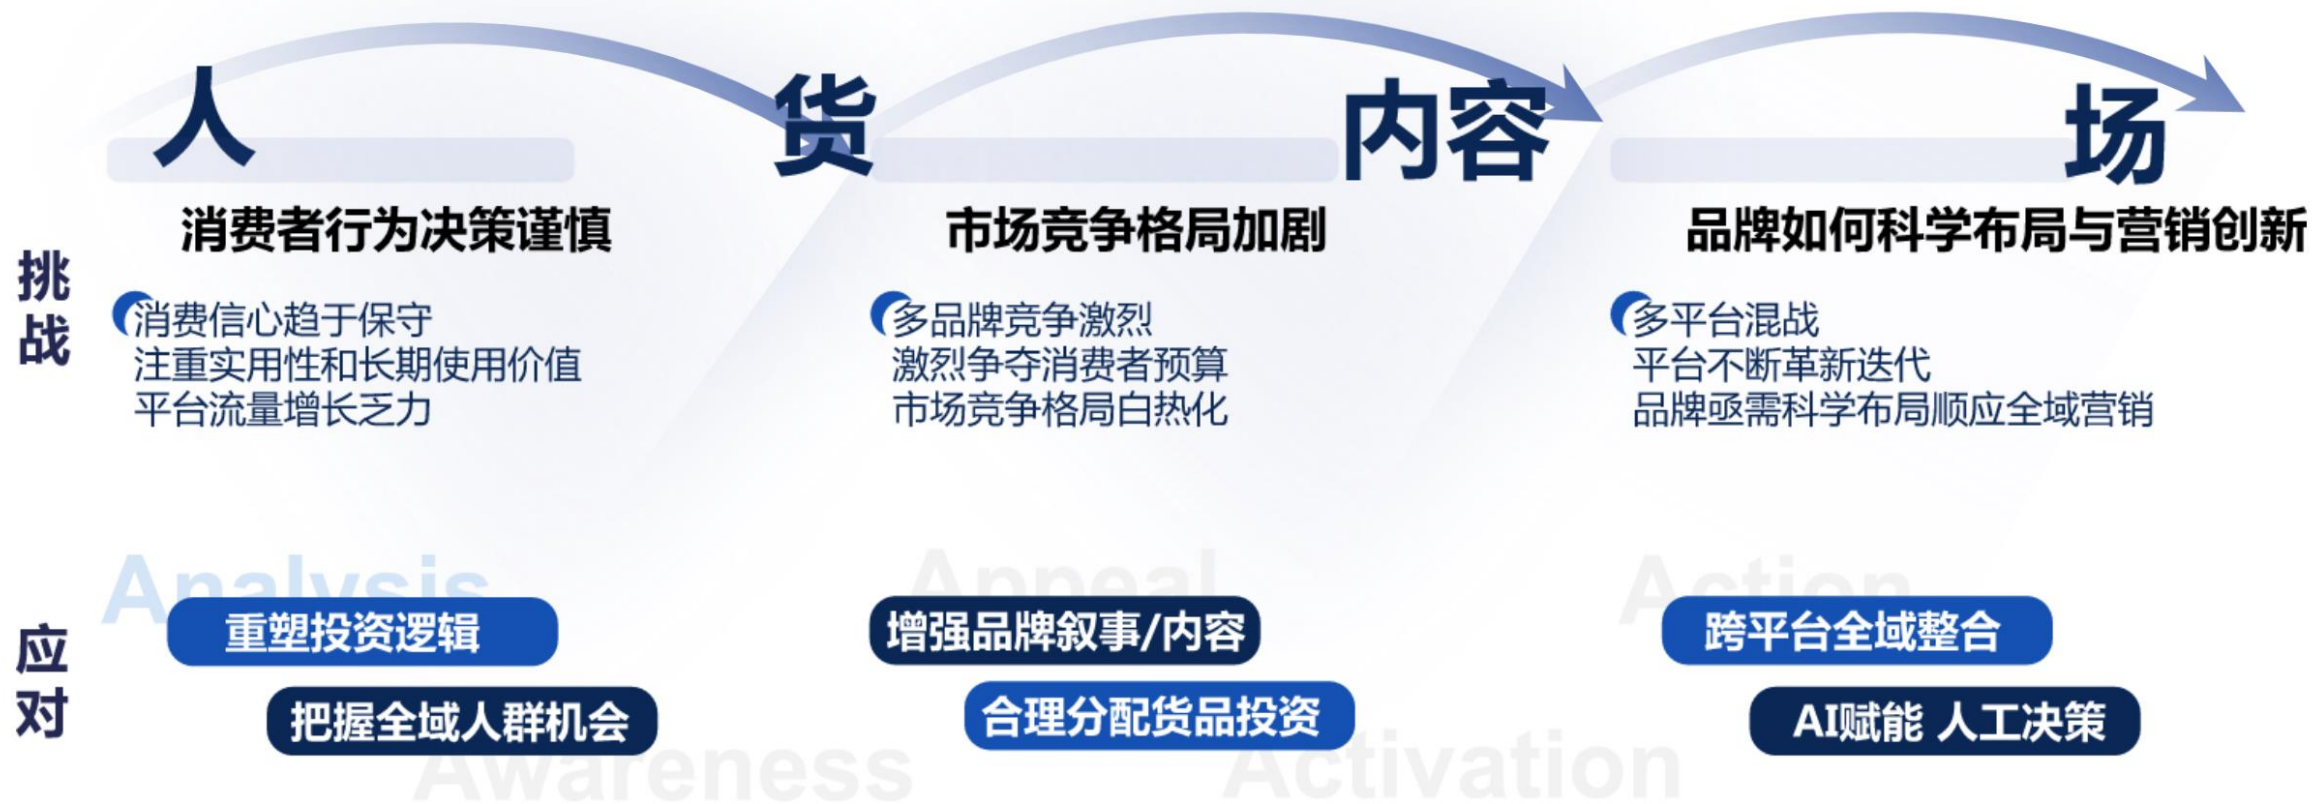 人
货
内容
场
挑战
消费者行为决策谨慎
消费信心趋于保守
注重实用性和长期使用价值
平台流量增长乏力
市场竞争格局加剧
多品牌竞争激烈
激烈争夺消费者预算
市场竞争格局白热化
品牌如何科学布局与营销创新
多平台混战
平台不断革新迭代
品牌亟需科学布局顺应全域营销
应对
Analysis
重塑投资逻辑
把握全域人群机会
Awareness
Appeal
增强品牌叙事/内容
合理分配货品投资
Activation
Action
跨平台全域整合
AI赋能 人工决策